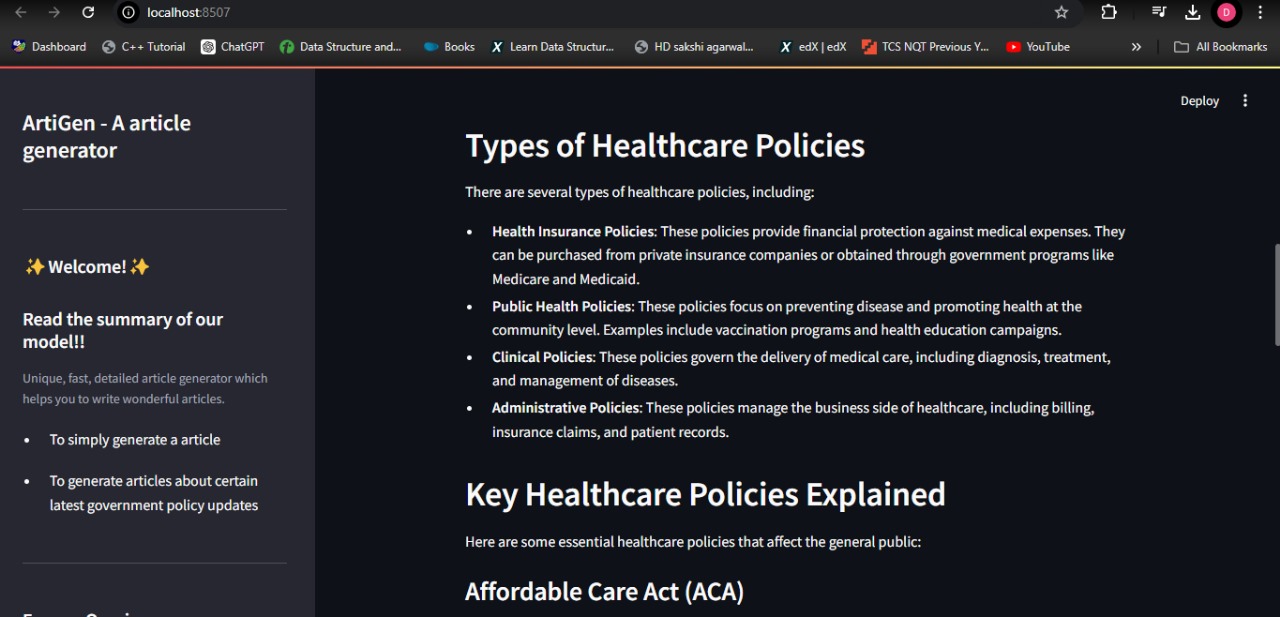 localhost:8507
D
Dashboard
C++ Tutorial
ChatGPT
Data Structure and...
Books
Learn Data Structur...
HD sakshi agarwal...
edX | edX
TCS NQT Previous Y...
YouTube
»
All Bookmarks
ArtiGen - A article
generator
✨Welcome!✨
Read the summary of our
model!!
Unique, fast, detailed article generator which
helps you to write wonderful articles.
• To simply generate a article
• To generate articles about certain
latest government policy updates
Deploy
Types of Healthcare Policies
There are several types of healthcare policies, including:
• Health Insurance Policies: These policies provide financial protection against medical expenses. They
can be purchased from private insurance companies or obtained through government programs like
Medicare and Medicaid.
• Public Health Policies: These policies focus on preventing disease and promoting health at the
community level. Examples include vaccination programs and health education campaigns.
• Clinical Policies: These policies govern the delivery of medical care, including diagnosis, treatment,
and management of diseases.
• Administrative Policies: These policies manage the business side of healthcare, including billing,
insurance claims, and patient records.
Key Healthcare Policies Explained
Here are some essential healthcare policies that affect the general public:
Affordable Care Act (ACA)